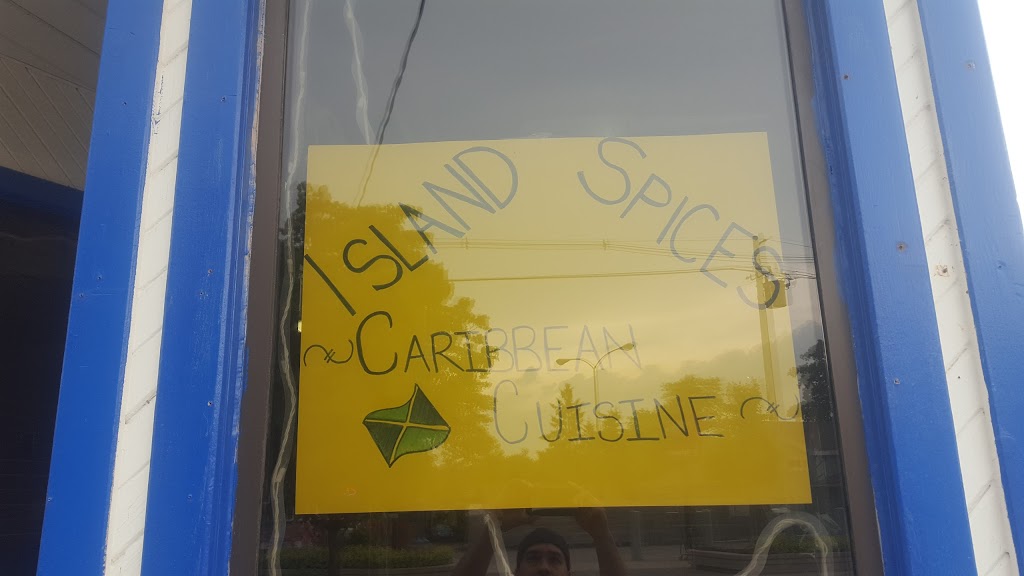 ISLAND SPICES
~CARIBBEAN
CUISINE~